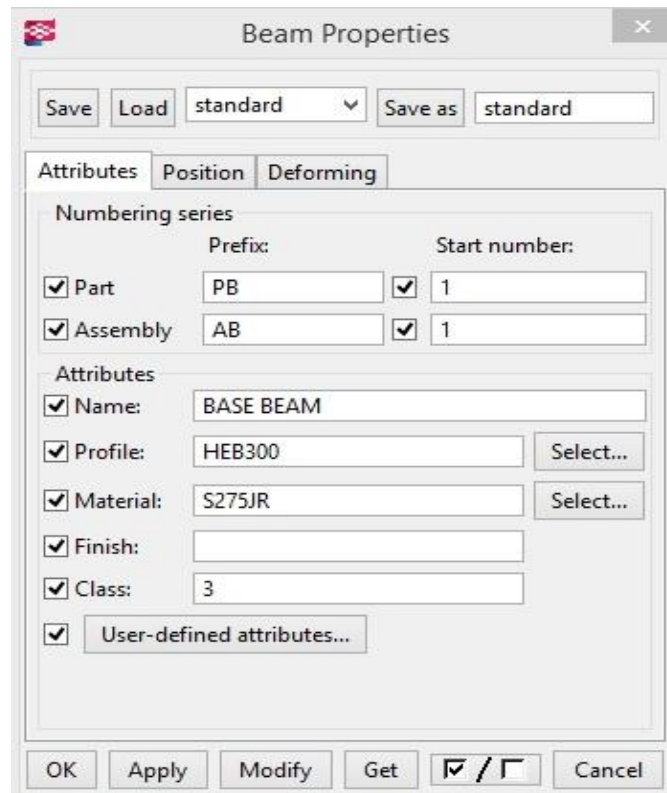 Beam Properties
Save Load standard Save as standard
Attributes Position Deforming
Numbering series
Prefix: Start number:
Part PB 1
Assembly AB 1
Attributes
Name: BASE BEAM
Profile: HEB300 Select...
Material: S275JR Select...
Finish:
Class: 3
User-defined attributes...
OK Apply Modify Get / Cancel